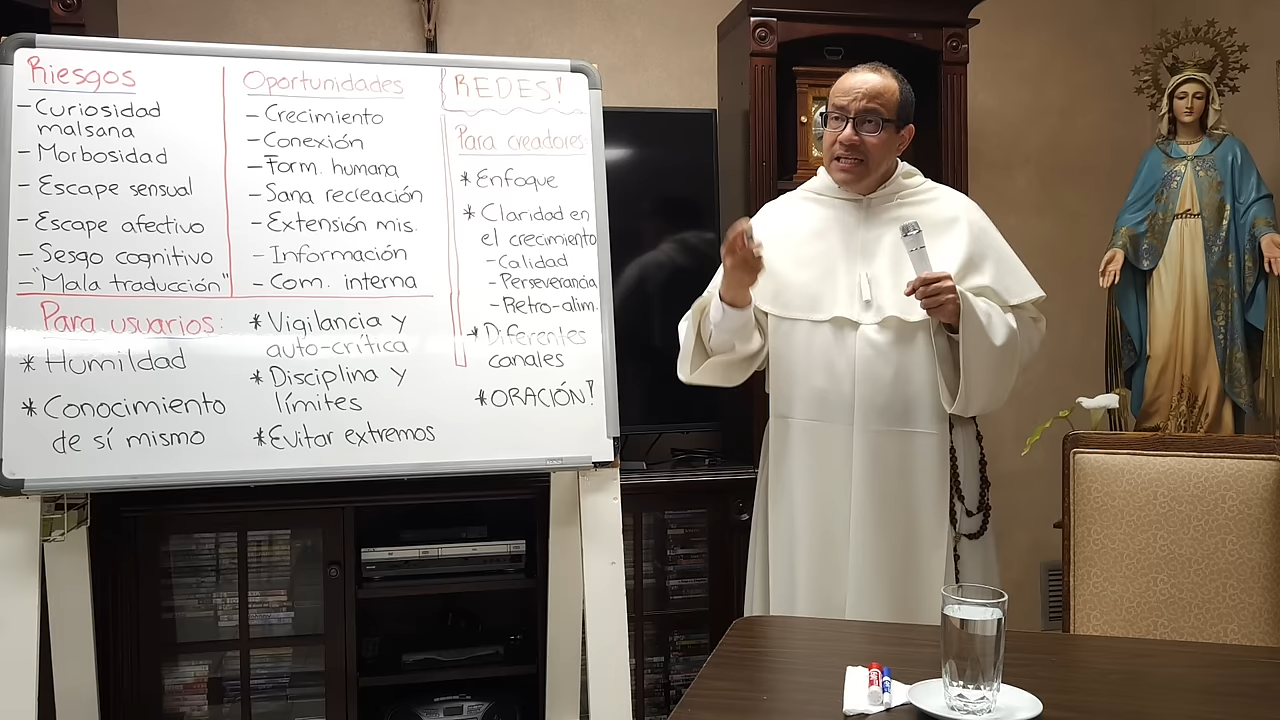 Riesgos
- Curiosidad
malsana
- Morbosidad
- Escape sensual
- Escape afectivo
- Sesgo cognitivo
- "Mala traducción"
Oportunidades
- Crecimiento
- Conexión
- Form. humana
- Sana recreación
- Extensión mis.
- Información
- Com. interna
REDES!
Para creadores:
* Enfoque
* Claridad en
el crecimiento
- Calidad
- Perseverancia
- Retro-alim.
* Diferentes
canales
* ORACIÓN!
Para usuarios:
* Humildad
* Conocimiento
de sí mismo
* Vigilancia y
auto-crítica
* Disciplina y
límites
* Evitar extremos